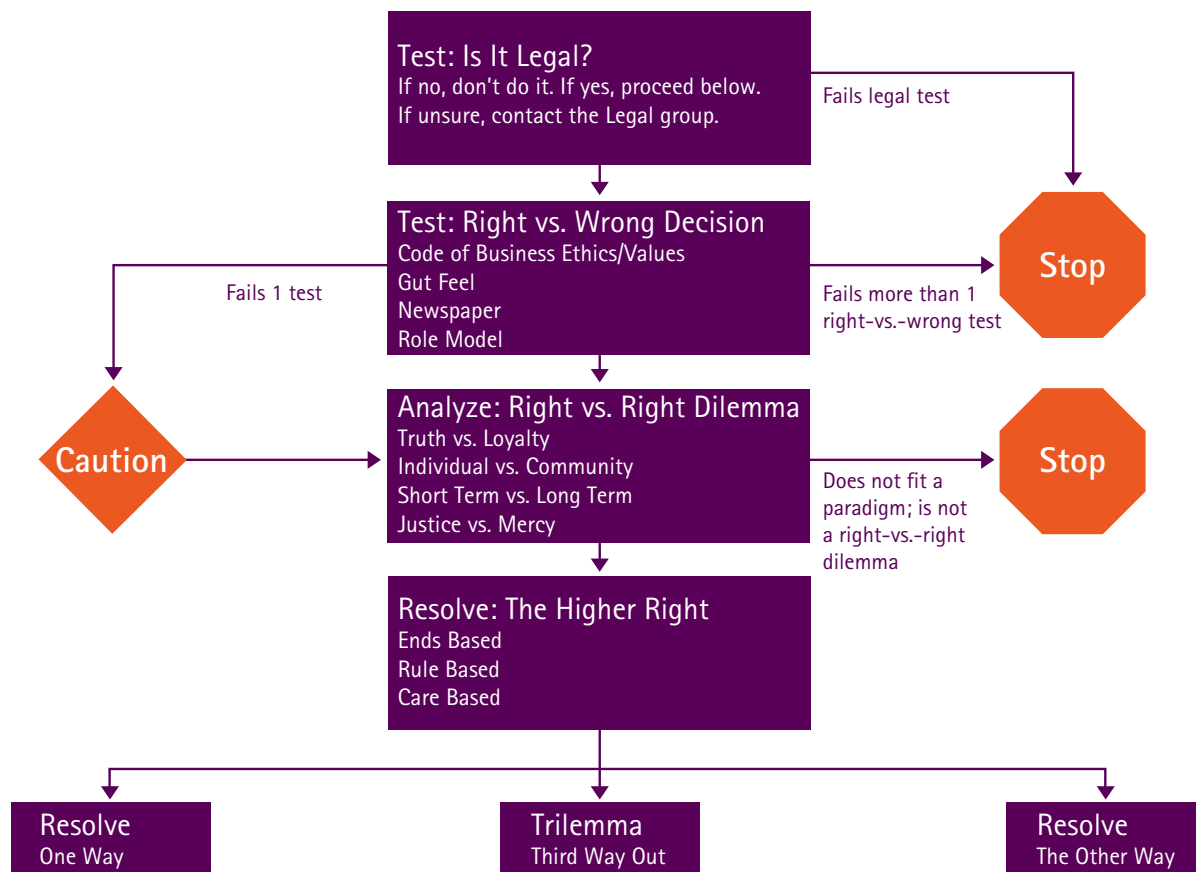 Test: Is It Legal?
If no, don't do it. If yes, proceed below.
If unsure, contact the Legal group.
Fails legal test
Test: Right vs. Wrong Decision
Code of Business Ethics/Values
Gut Feel
Newspaper
Role Model
Fails 1 test
Fails more than 1
right-vs.-wrong test
Stop
Caution
Analyze: Right vs. Right Dilemma
Truth vs. Loyalty
Individual vs. Community
Short Term vs. Long Term
Justice vs. Mercy
Does not fit a
paradigm; is not
a right-vs.-right
dilemma
Stop
Resolve: The Higher Right
Ends Based
Rule Based
Care Based
Resolve
One Way
Trilemma
Third Way Out
Resolve
The Other Way